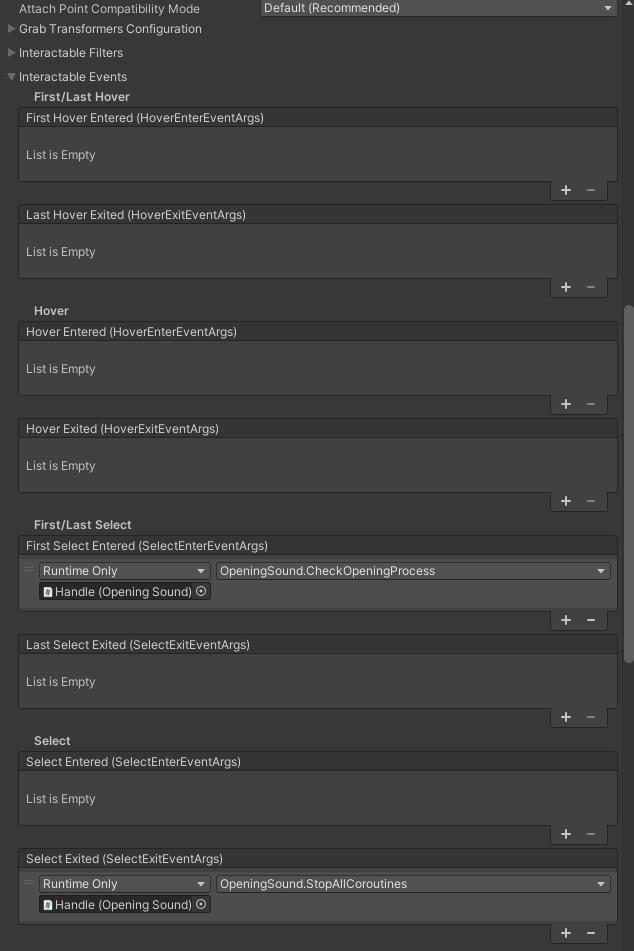 Attach Point Compatibility Mode Default (Recommended)
Grab Transformers Configuration
Interactable Filters
Interactable Events
First/Last Hover
First Hover Entered (HoverEnterEventArgs)
List is Empty
+ −
Last Hover Exited (HoverExitEventArgs)
List is Empty
+ −
Hover
Hover Entered (HoverEnterEventArgs)
List is Empty
+ −
Hover Exited (HoverExitEventArgs)
List is Empty
+ −
First/Last Select
First Select Entered (SelectEnterEventArgs)
Runtime Only OpeningSound.CheckOpeningProcess
# Handle (Opening Sound)
+ −
Last Select Exited (SelectExitEventArgs)
List is Empty
+ −
Select
Select Entered (SelectEnterEventArgs)
List is Empty
+ −
Select Exited (SelectExitEventArgs)
Runtime Only OpeningSound.StopAllCoroutines
# Handle (Opening Sound)
+ −